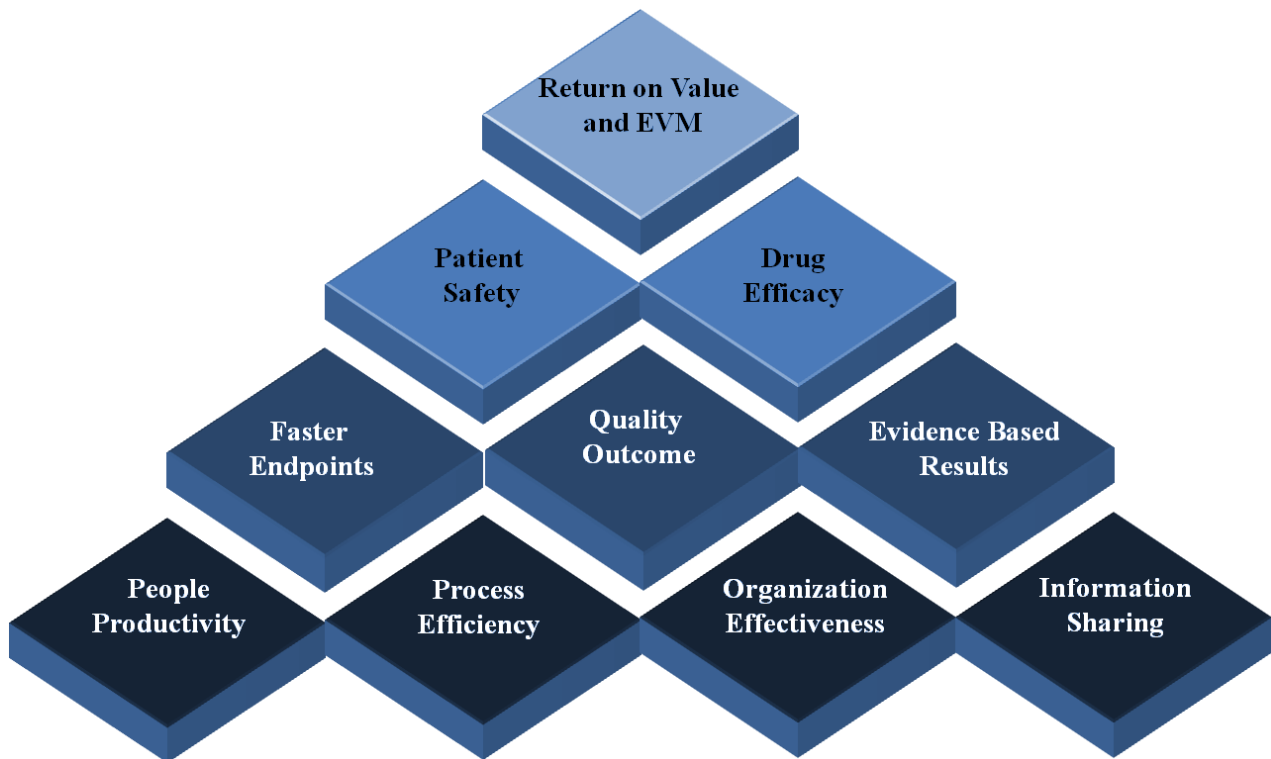 Return on Value
and EVM
Patient
Safety
Drug
Efficacy
Faster
Endpoints
Quality
Outcome
Evidence Based
Results
People
Productivity
Process
Efficiency
Organization
Effectiveness
Information
Sharing